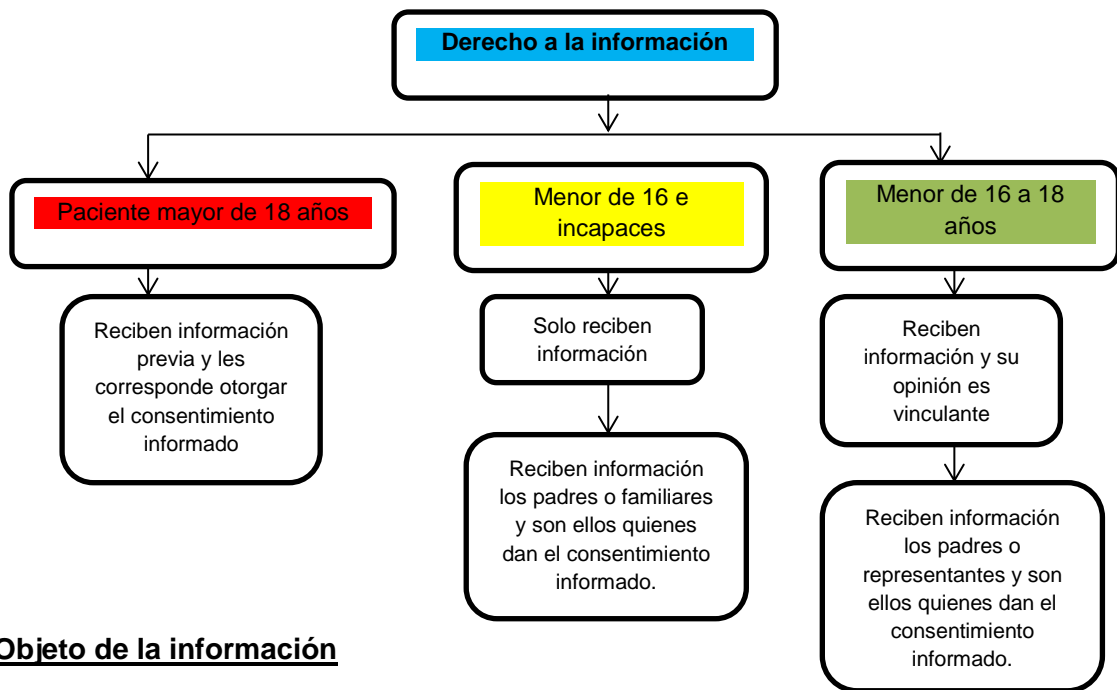 Derecho a la información
Paciente mayor de 18 años
Menor de 16 e
incapaces
Menor de 16 a 18
años
Reciben información
previa y les
corresponde otorgar
el consentimiento
informado
Solo reciben
información
Reciben información
los padres o familiares
y son ellos quienes
dan el consentimiento
informado.
Reciben
información y su
opinión es
vinculante
Reciben información
los padres o
representantes y son
ellos quienes dan el
consentimiento
informado.
Objeto de la información